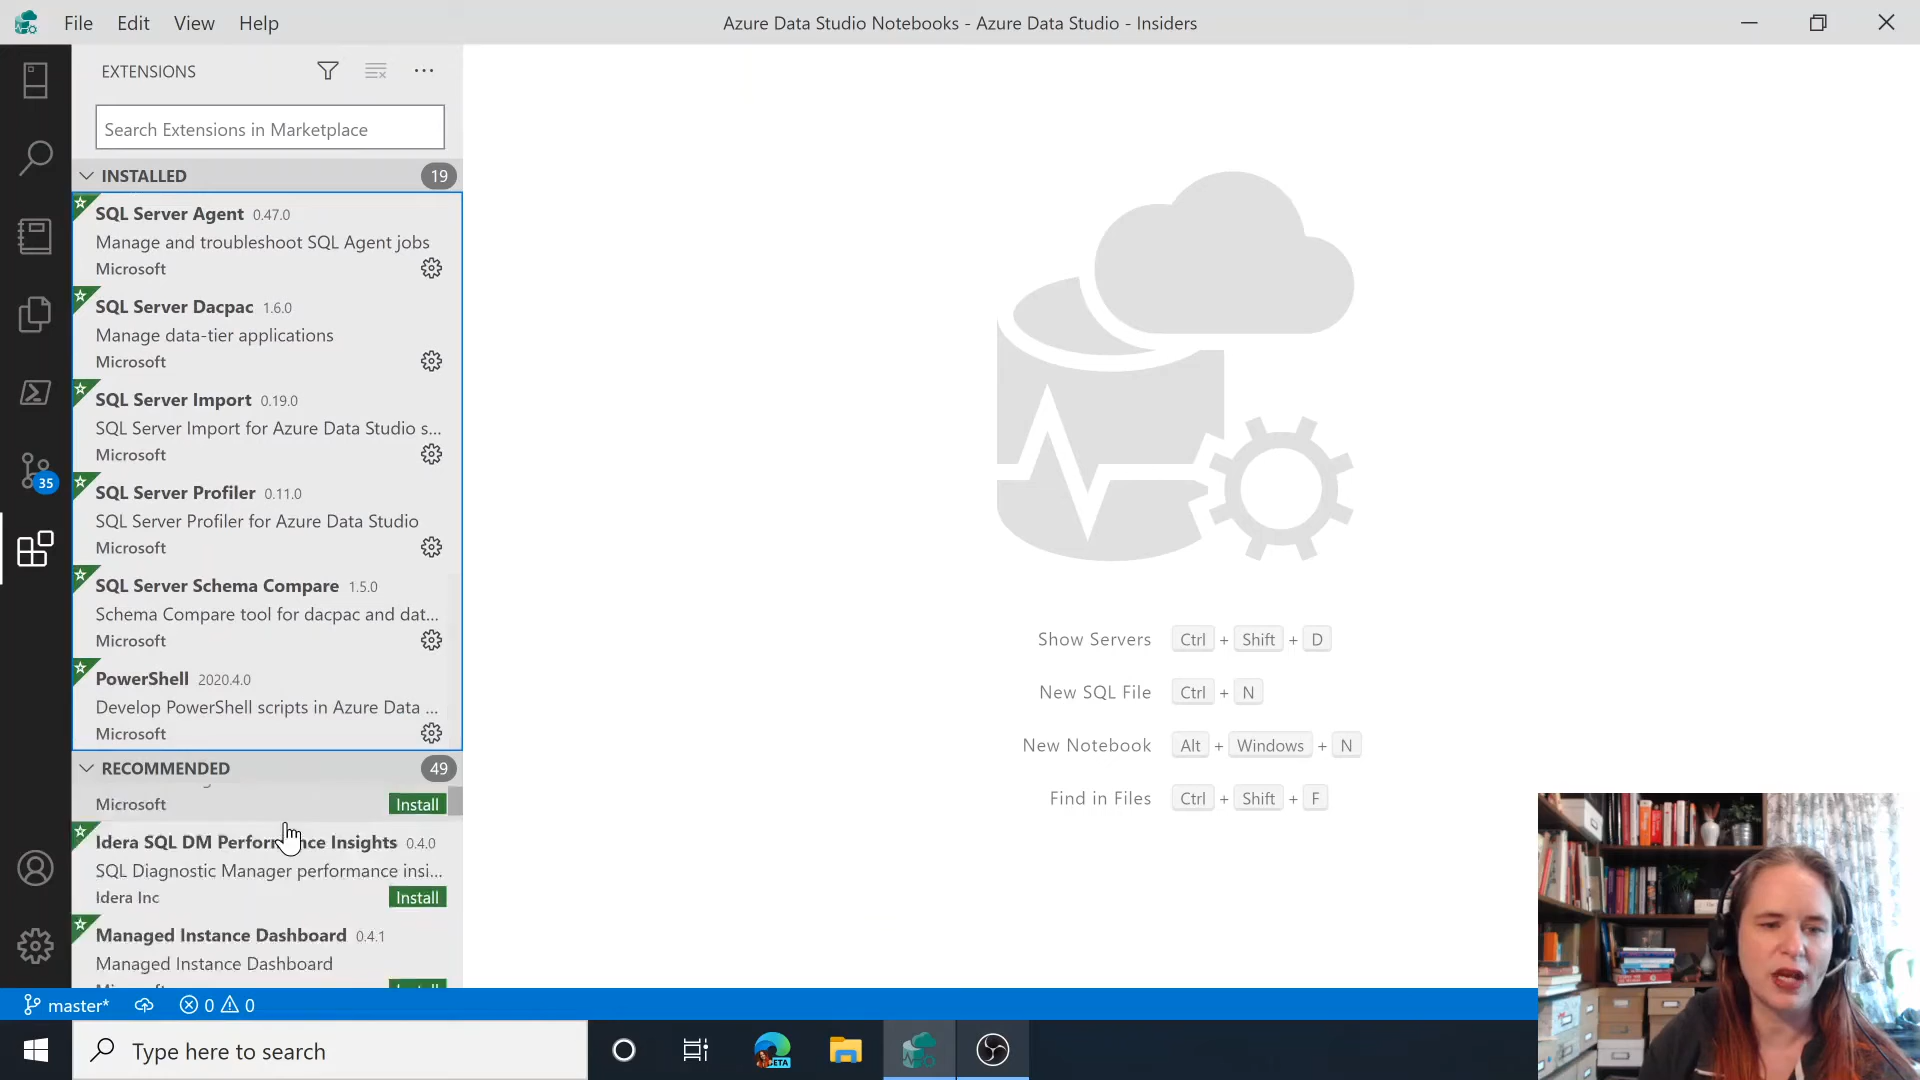 File Edit View Help
Azure Data Studio Notebooks - Azure Data Studio - Insiders
EXTENSIONS
Search Extensions in Marketplace
INSTALLED 19
SQL Server Agent 0.47.0
Manage and troubleshoot SQL Agent jobs
Microsoft
SQL Server Dacpac 1.6.0
Manage data-tier applications
Microsoft
SQL Server Import 0.19.0
SQL Server Import for Azure Data Studio s...
Microsoft
SQL Server Profiler 0.11.0
SQL Server Profiler for Azure Data Studio
Microsoft
SQL Server Schema Compare 1.5.0
Schema Compare tool for dacpac and dat...
Microsoft
PowerShell 2020.4.0
Develop PowerShell scripts in Azure Data ...
Microsoft
RECOMMENDED 49
Microsoft Install
Idera SQL DM Performance Insights 0.4.0
SQL Diagnostic Manager performance insi...
Idera Inc Install
Managed Instance Dashboard 0.4.1
Managed Instance Dashboard
35
Show Servers Ctrl + Shift + D
New SQL File Ctrl + N
New Notebook Alt + Windows + N
Find in Files Ctrl + Shift + F
master* 0 0
Type here to search
BETA